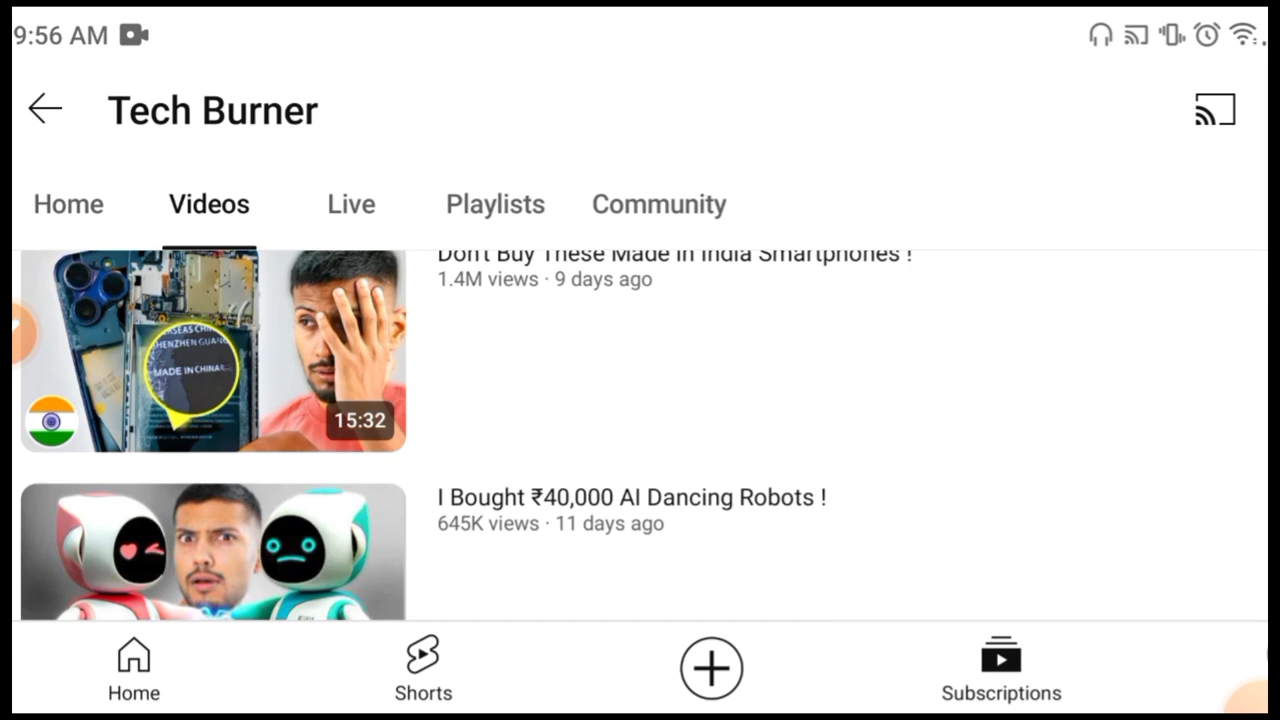 9:56 AM
Tech Burner
Home
Videos
Live
Playlists
Community
Don't Buy These Made in India Smartphones !
1.4M views · 9 days ago
MADE IN CHINA
15:32
I Bought ₹40,000 AI Dancing Robots !
645K views · 11 days ago
Home
Shorts
Subscriptions